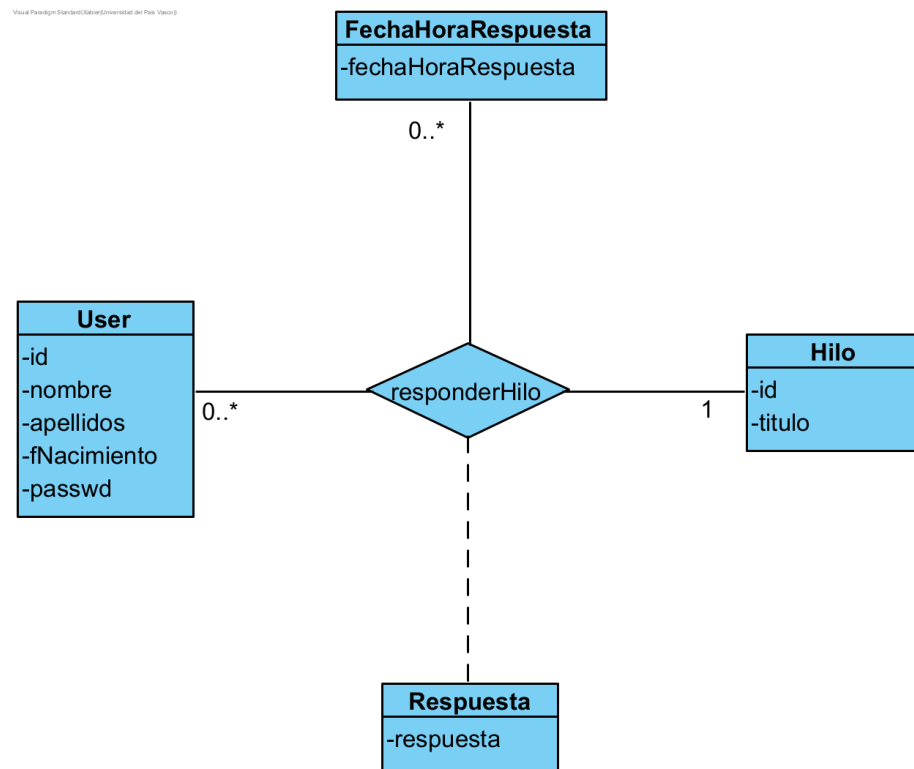 Visual Paradigm Standard(Xabier(Universidad del País Vasco))
FechaHoraRespuesta
-fechaHoraRespuesta
0..*
User
-id
-nombre
-apellidos
-fNacimiento
-passwd
0..*
responderHilo
1
Hilo
-id
-titulo
Respuesta
-respuesta